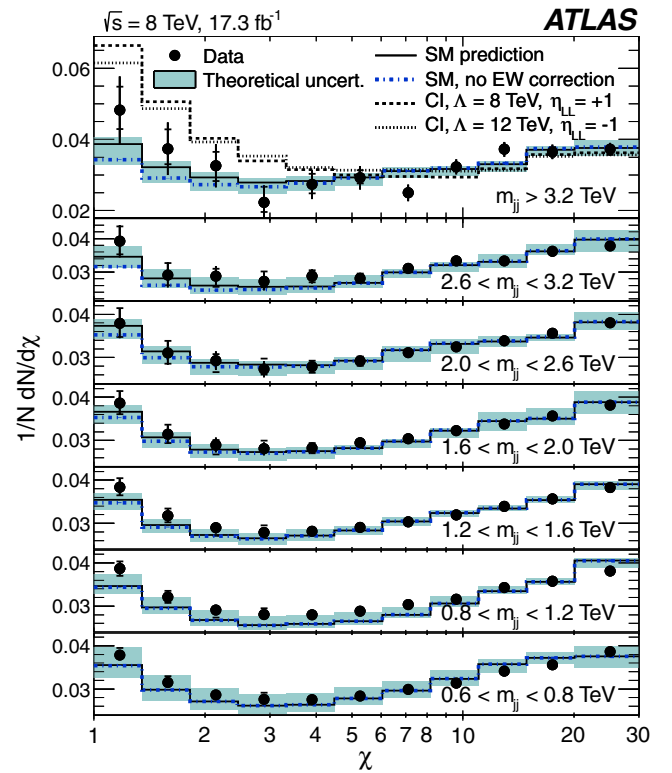 √s = 8 TeV, 17.3 fb⁻¹ ATLAS
Data
Theoretical uncert.
SM prediction
SM, no EW correction
CI, Λ = 8 TeV, η_LL = +1
CI, Λ = 12 TeV, η_LL = -1
0.06
0.04
0.02
m_jj > 3.2 TeV
0.04
0.03
2.6 < m_jj < 3.2 TeV
0.04
0.03
2.0 < m_jj < 2.6 TeV
0.04
0.03
1.6 < m_jj < 2.0 TeV
0.04
0.03
1.2 < m_jj < 1.6 TeV
0.04
0.03
0.8 < m_jj < 1.2 TeV
0.04
0.03
0.6 < m_jj < 0.8 TeV
1/N dN/dχ
1 2 3 4 5 6 7 8 10 20 30
χ